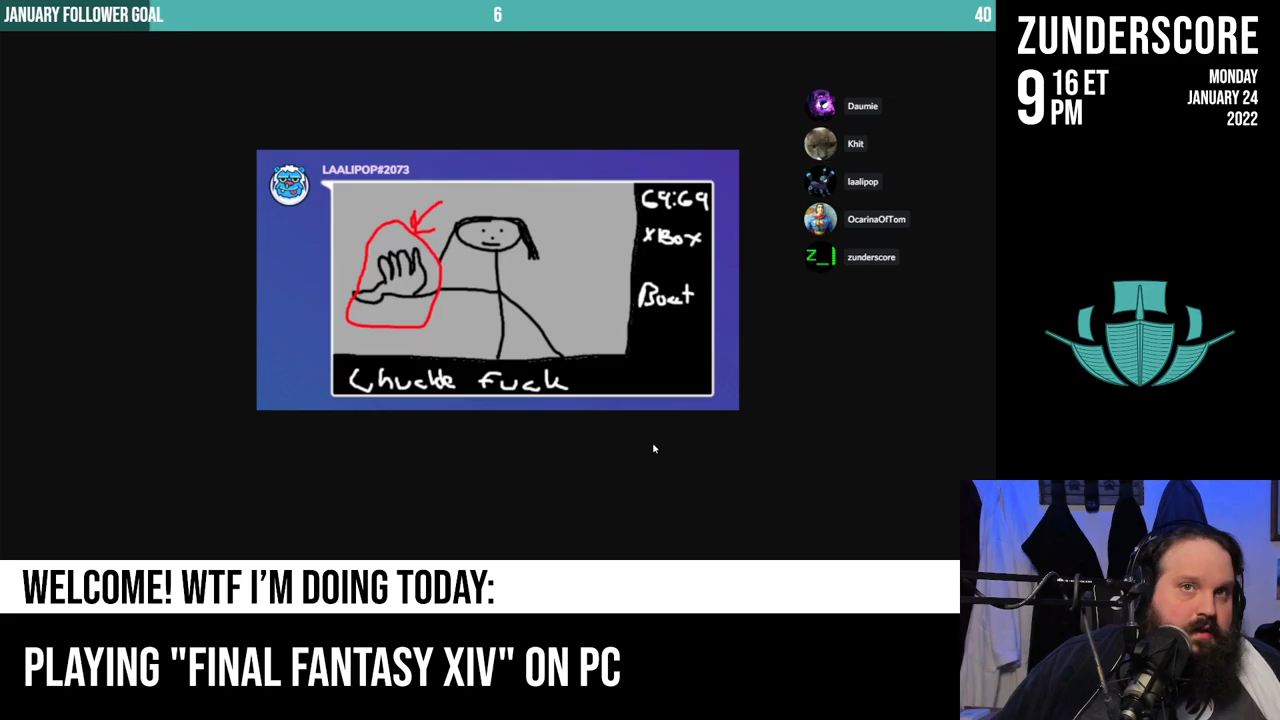 JANUARY FOLLOWER GOAL
6
40
ZUNDERSCORE
9 16 ET
PM
MONDAY
JANUARY 24
2022
Daumie
Khit
laalipop
OcarinaOfTom
zunderscore
LAALIPOP#2073
69:69
XBox
Boat
Chuckle Fuck
WELCOME! WTF I'M DOING TODAY:
PLAYING "FINAL FANTASY XIV" ON PC